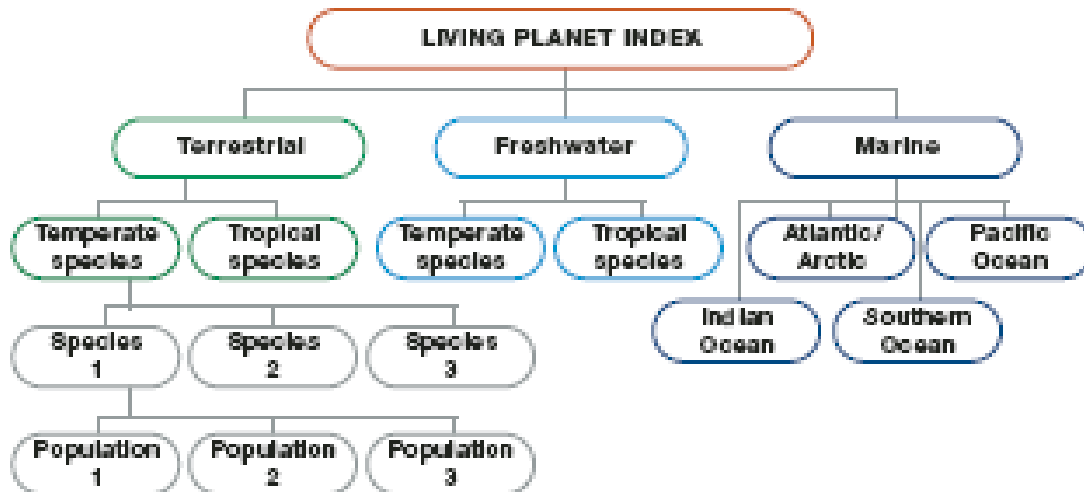 LIVING PLANET INDEX
Terrestrial
Freshwater
Marine
Temperate
species
Tropical
species
Temperate
species
Tropical
species
Atlantic/
Arctic
Pacific
Ocean
Indian
Ocean
Southern
Ocean
Species
1
Species
2
Species
3
Population
1
Population
2
Population
3